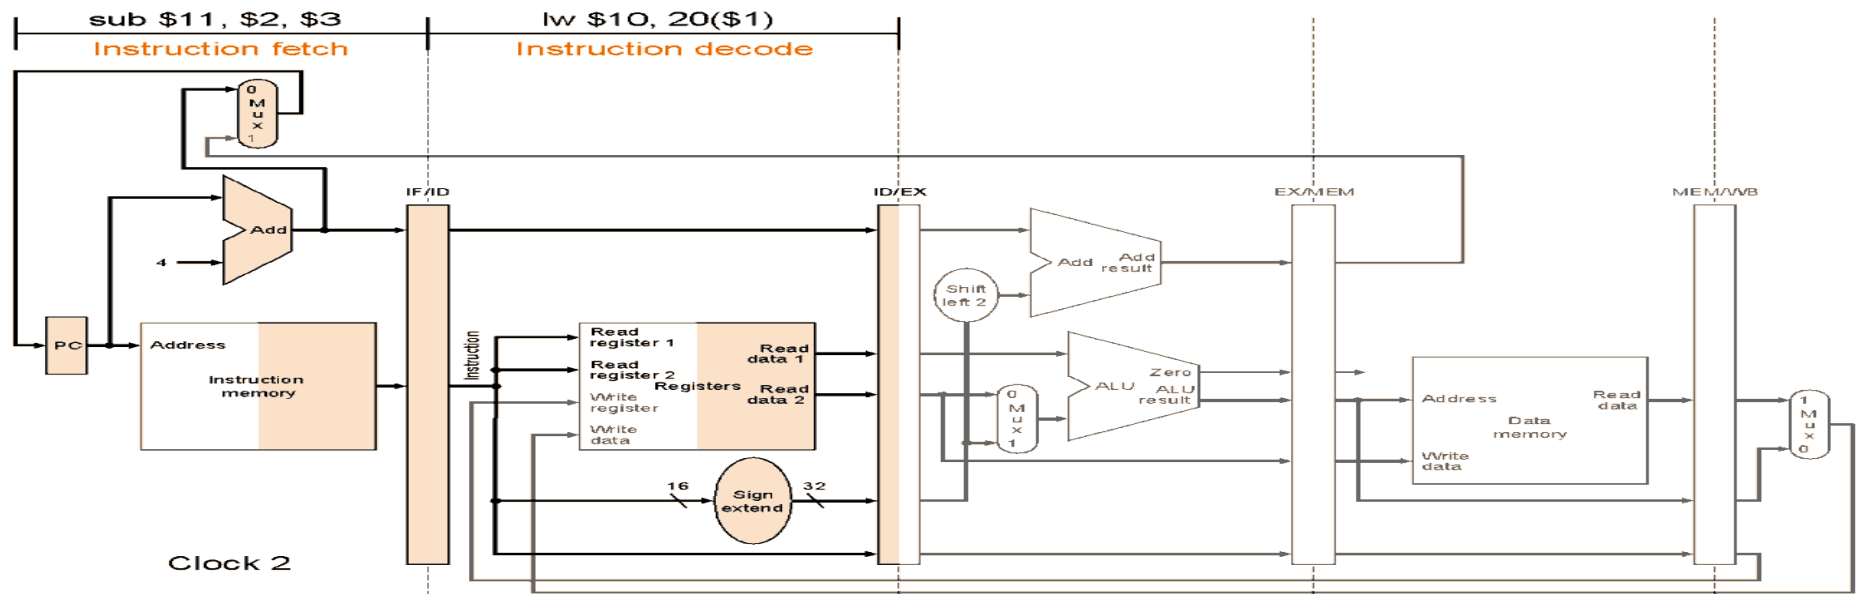 sub $11, $2, $3
lw $10, 20($1)
Instruction fetch
Instruction decode
0
M
u
x
1
IF/ID
ID/EX
EX/MEM
MEM/WB
Add
4
Add
Add
result
Shift
left 2
PC
Address
Instruction
memory
Instruction
Read
register 1
Read
register 2
Write
register
Write
data
Registers
Read
data 1
Read
data 2
0
M
u
x
1
Zero
ALU
ALU
result
Address
Read
data
Data
memory
Write
data
1
M
u
x
0
16
Sign
extend
32
Clock 2